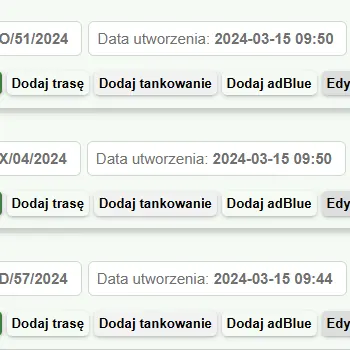 O/51/2024 Data utworzenia: 2024-03-15 09:50
Dodaj trasę Dodaj tankowanie Dodaj adBlue Edy
X/04/2024 Data utworzenia: 2024-03-15 09:50
Dodaj trasę Dodaj tankowanie Dodaj adBlue Edy
D/57/2024 Data utworzenia: 2024-03-15 09:44
Dodaj trasę Dodaj tankowanie Dodaj adBlue Edy